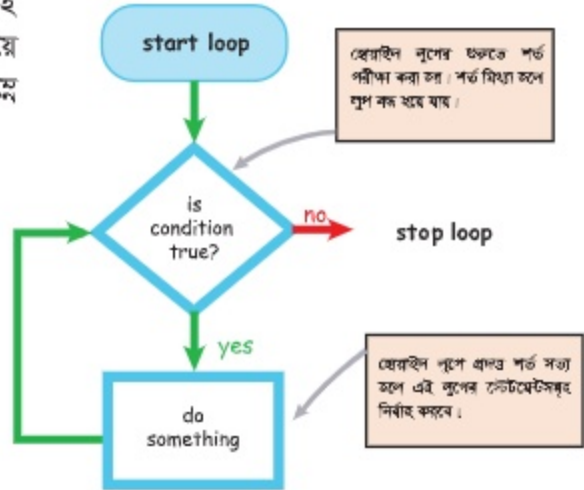 start loop
হোয়াইল লুপের শুরুতে শর্ত
পরীক্ষা করা হয়। শর্ত মিথ্যা হলে
লুপ বন্ধ হয়ে যায়।
is
condition
true?
no
stop loop
yes
হোয়াইল লুপে প্রদত্ত শর্ত সত্য
হলে এই লুপের স্টেটমেন্টসমূহ
নির্বাহ করবে।
do
something